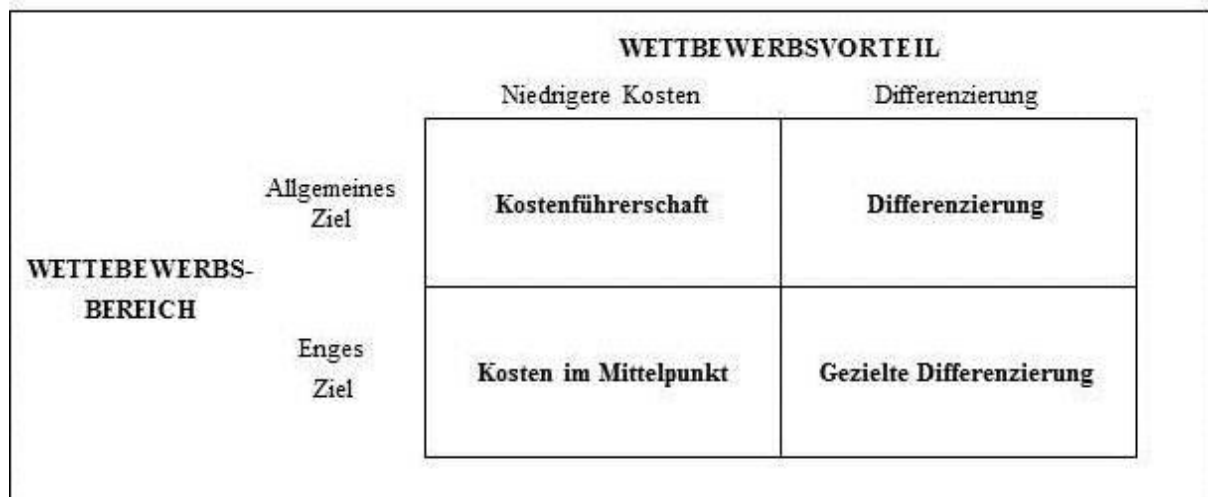 WETTBEWERBSVORTEIL
Niedrigere Kosten
Differenzierung
Allgemeines
Ziel
Kostenführerschaft
Differenzierung
WETTEBEWERBS-
BEREICH
Enges
Ziel
Kosten im Mittelpunkt
Gezielte Differenzierung